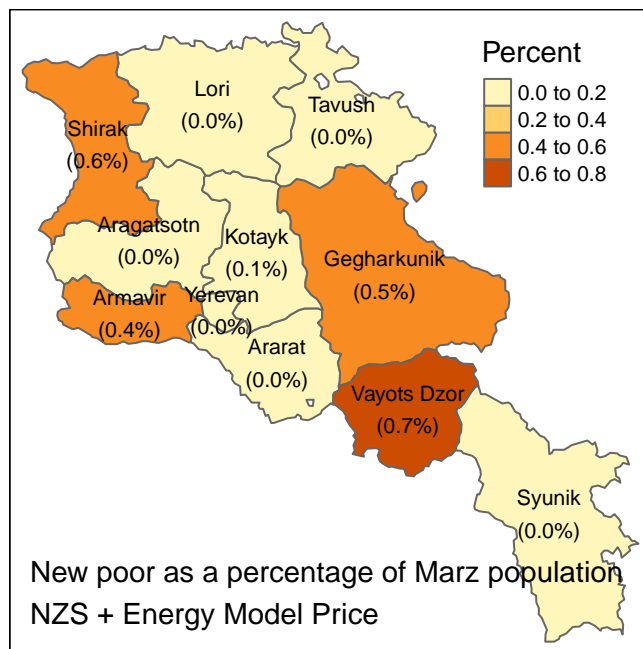 Percent
0.0 to 0.2
0.2 to 0.4
0.4 to 0.6
0.6 to 0.8
Lori
(0.0%)
Tavush
(0.0%)
Shirak
(0.6%)
Aragatsotn
(0.0%)
Kotayk
(0.1%)
Gegharkunik
(0.5%)
Armavir
(0.4%)
Yerevan
(0.0%)
Ararat
(0.0%)
Vayots Dzor
(0.7%)
Syunik
(0.0%)
New poor as a percentage of Marz population
NZS + Energy Model Price